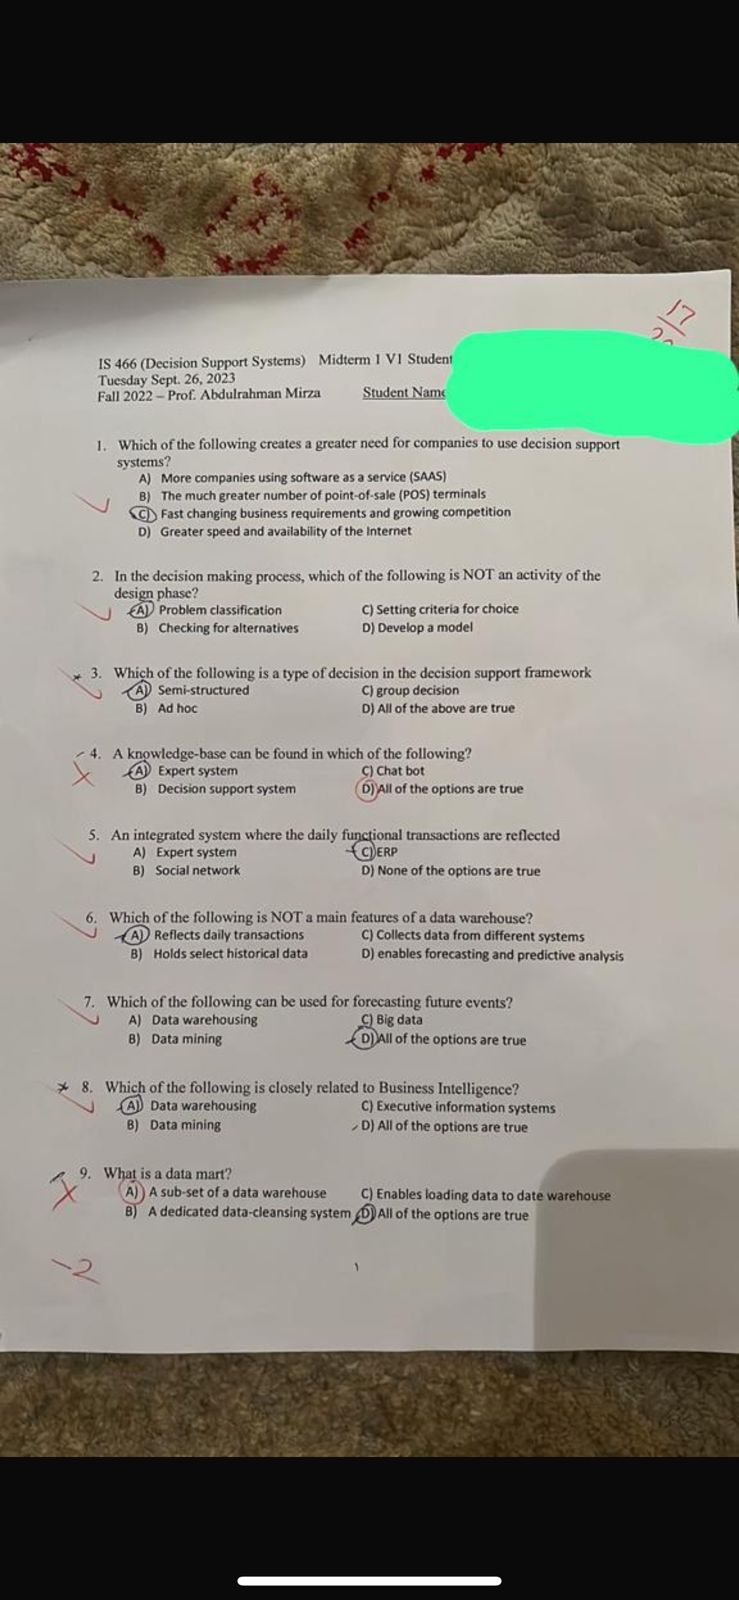 17
IS 466 (Decision Support Systems) Midterm 1 V1 Student
Tuesday Sept. 26, 2023
Fall 2022 – Prof. Abdulrahman Mirza Student Name
1. Which of the following creates a greater need for companies to use decision support
systems?
A) More companies using software as a service (SAAS)
B) The much greater number of point-of-sale (POS) terminals
C) Fast changing business requirements and growing competition
D) Greater speed and availability of the Internet
2. In the decision making process, which of the following is NOT an activity of the
design phase?
A) Problem classification C) Setting criteria for choice
B) Checking for alternatives D) Develop a model
3. Which of the following is a type of decision in the decision support framework
A) Semi-structured C) group decision
B) Ad hoc D) All of the above are true
4. A knowledge-base can be found in which of the following?
A) Expert system C) Chat bot
B) Decision support system D) All of the options are true
5. An integrated system where the daily functional transactions are reflected
A) Expert system C) ERP
B) Social network D) None of the options are true
6. Which of the following is NOT a main features of a data warehouse?
A) Reflects daily transactions C) Collects data from different systems
B) Holds select historical data D) enables forecasting and predictive analysis
7. Which of the following can be used for forecasting future events?
A) Data warehousing C) Big data
B) Data mining D) All of the options are true
8. Which of the following is closely related to Business Intelligence?
A) Data warehousing C) Executive information systems
B) Data mining D) All of the options are true
9. What is a data mart?
A) A sub-set of a data warehouse C) Enables loading data to date warehouse
B) A dedicated data-cleansing system D) All of the options are true
-2
1